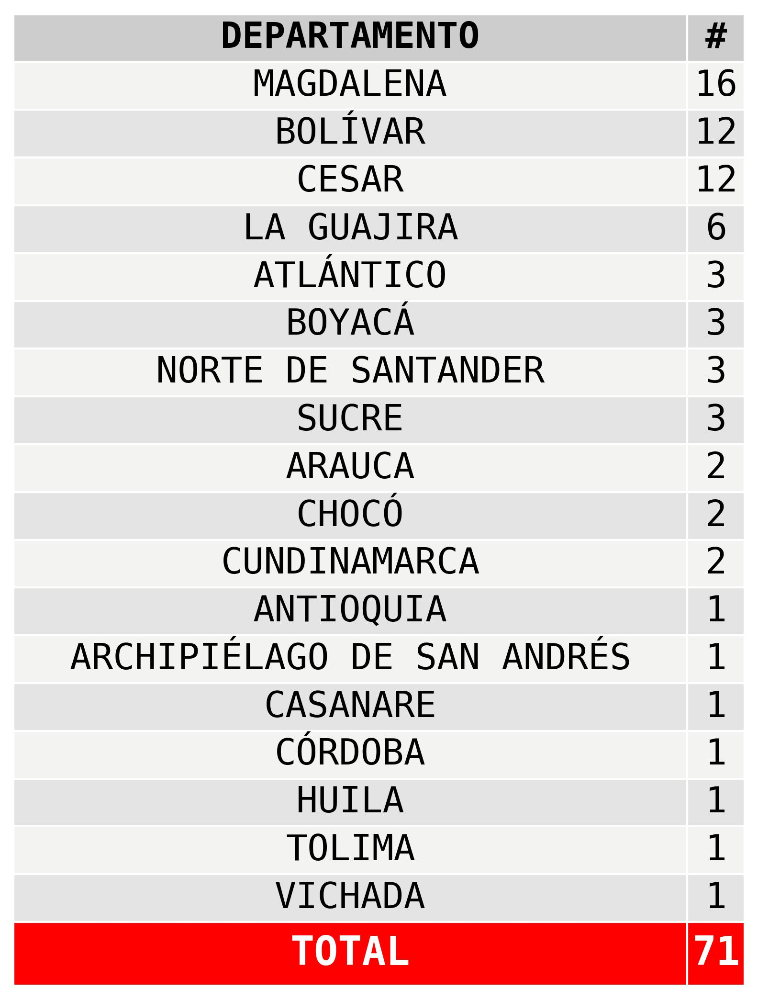 DEPARTAMENTO #
MAGDALENA 16
BOLÍVAR 12
CESAR 12
LA GUAJIRA 6
ATLÁNTICO 3
BOYACÁ 3
NORTE DE SANTANDER 3
SUCRE 3
ARAUCA 2
CHOCÓ 2
CUNDINAMARCA 2
ANTIOQUIA 1
ARCHIPIÉLAGO DE SAN ANDRÉS 1
CASANARE 1
CÓRDOBA 1
HUILA 1
TOLIMA 1
VICHADA 1
TOTAL 71